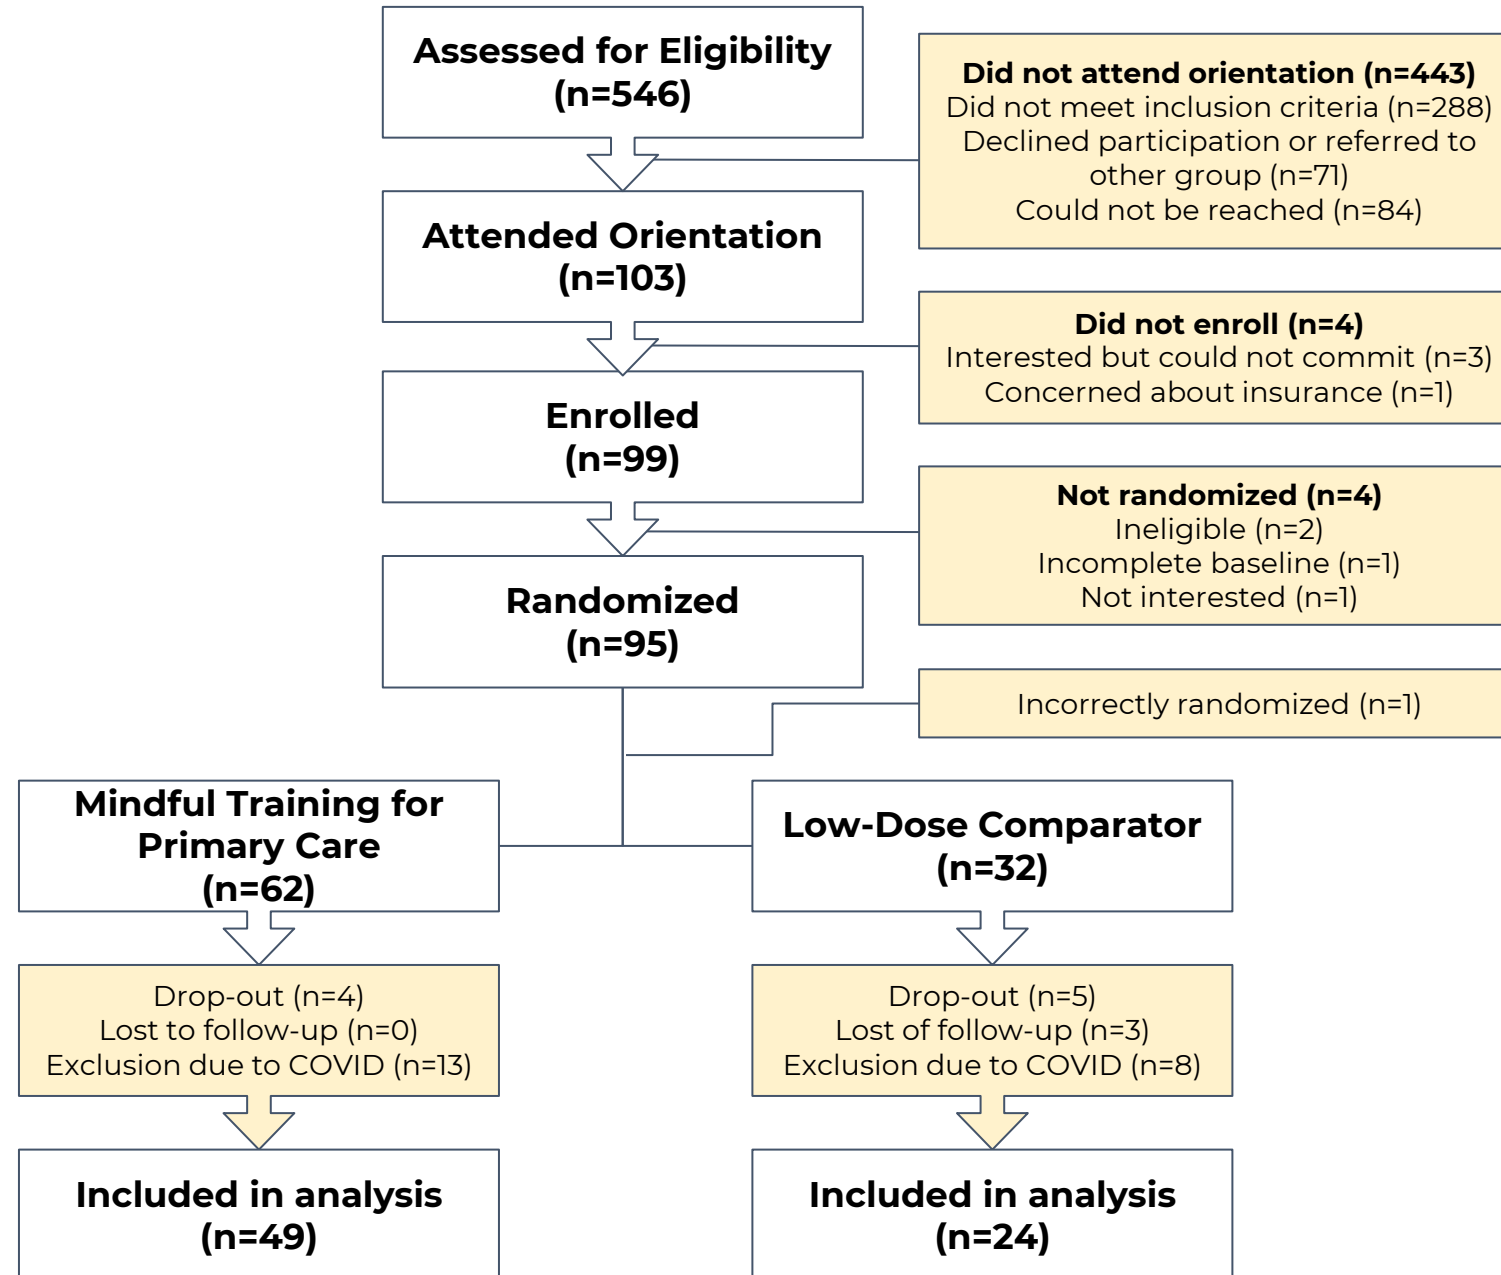 Assessed for Eligibility
(n=546)
Did not attend orientation (n=443)
Did not meet inclusion criteria (n=288)
Declined participation or referred to
other group (n=71)
Could not be reached (n=84)
Attended Orientation
(n=103)
Did not enroll (n=4)
Interested but could not commit (n=3)
Concerned about insurance (n=1)
Enrolled
(n=99)
Not randomized (n=4)
Ineligible (n=2)
Incomplete baseline (n=1)
Not interested (n=1)
Randomized
(n=95)
Incorrectly randomized (n=1)
Mindful Training for
Primary Care
(n=62)
Low-Dose Comparator
(n=32)
Drop-out (n=4)
Lost to follow-up (n=0)
Exclusion due to COVID (n=13)
Drop-out (n=5)
Lost of follow-up (n=3)
Exclusion due to COVID (n=8)
Included in analysis
(n=49)
Included in analysis
(n=24)